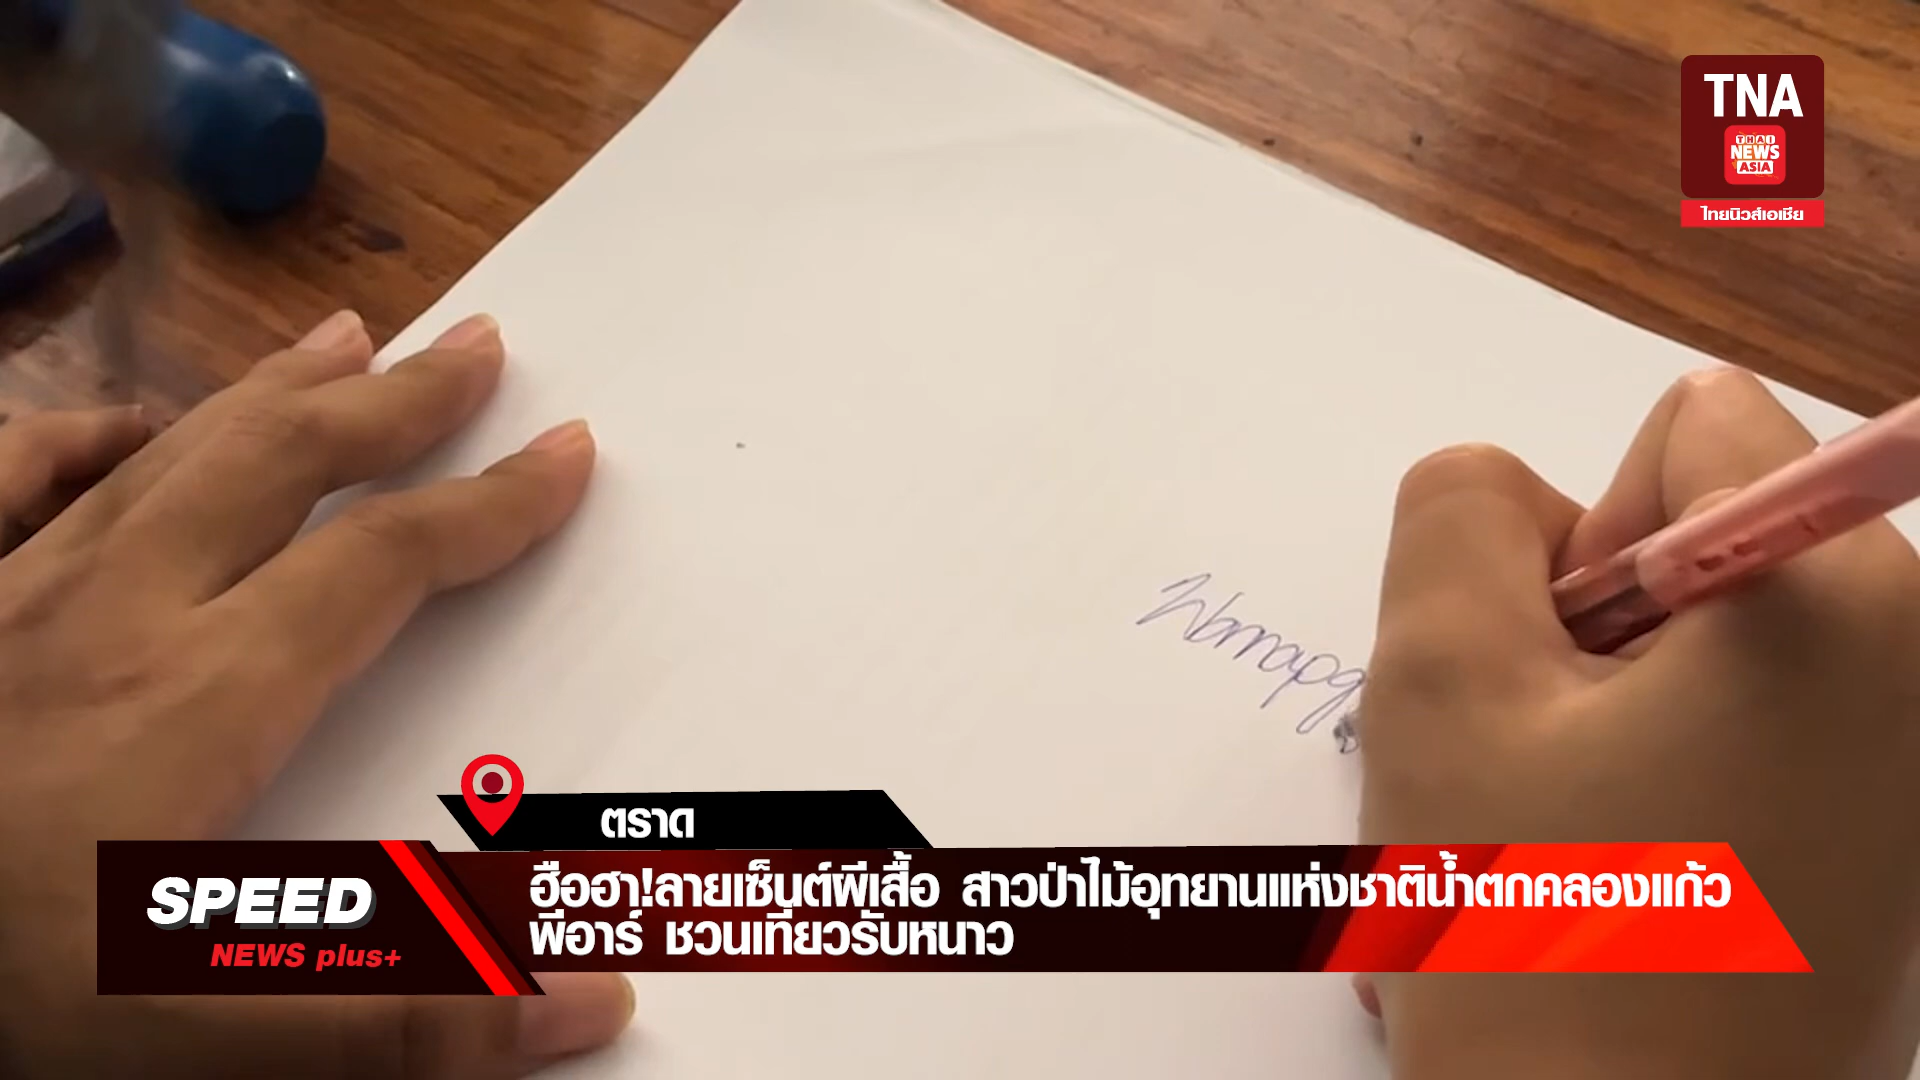 TNA
THAI
NEWS
ASIA
ไทยนิวส์เอเชีย
ตราด
SPEED
NEWS plus+
ฮือฮา!ลายเซ็นต์ผีเสื้อ สาวป่าไม้อุทยานแห่งชาติน้ำตกคลองแก้ว
พีอาร์ ชวนเที่ยวรับหนาว